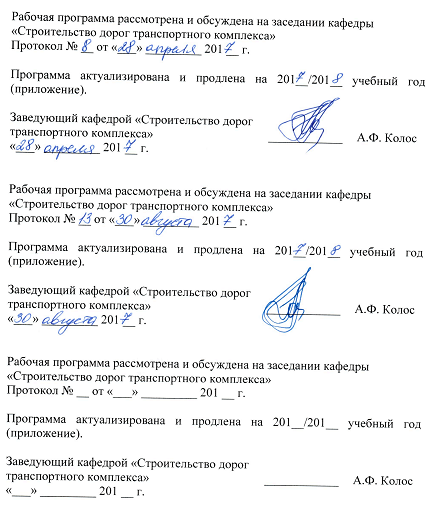 Рабочая программа рассмотрена и обсуждена на заседании кафедры
«Строительство дорог транспортного комплекса»
Протокол № 8 от «28» апреля 2017 г.
Программа актуализирована и продлена на 2017/2018 учебный год
(приложение).
Заведующий кафедрой «Строительство дорог
транспортного комплекса» ____________ А.Ф. Колос
«28» апреля 2017 г.
Рабочая программа рассмотрена и обсуждена на заседании кафедры
«Строительство дорог транспортного комплекса»
Протокол № 13 от «30» августа 2017 г.
Программа актуализирована и продлена на 2017/2018 учебный год
(приложение).
Заведующий кафедрой «Строительство дорог
транспортного комплекса» ____________ А.Ф. Колос
«30» августа 2017 г.
Рабочая программа рассмотрена и обсуждена на заседании кафедры
«Строительство дорог транспортного комплекса»
Протокол № __ от «___» _________ 201 __ г.
Программа актуализирована и продлена на 201__/201__ учебный год
(приложение).
Заведующий кафедрой «Строительство дорог
транспортного комплекса» ____________ А.Ф. Колос
«___» _________ 201 __ г.